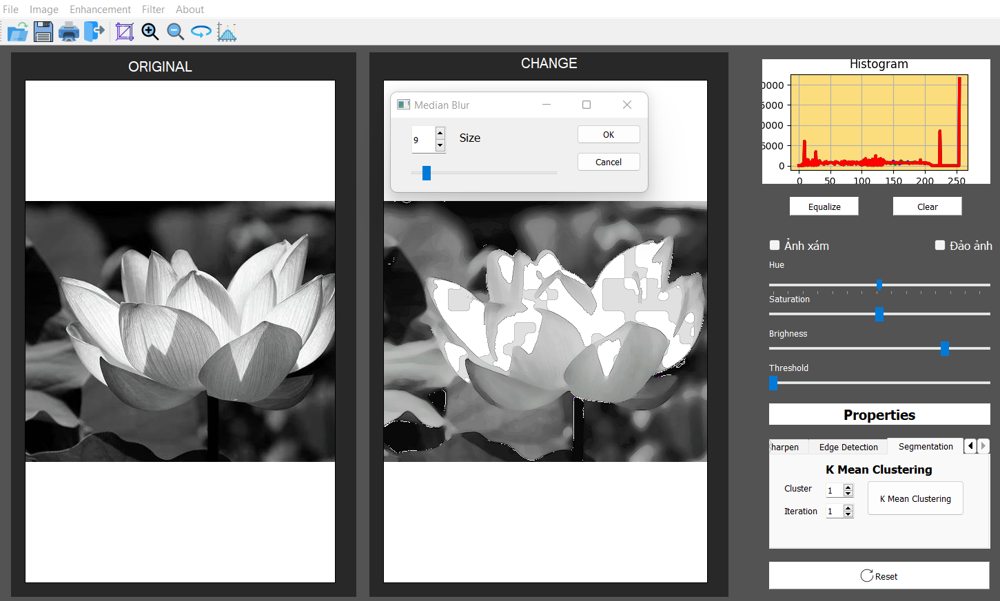 File Image Enhancement Filter About
ORIGINAL
CHANGE
Median Blur
9
Size
OK
Cancel
Histogram
0000
5000
0000
5000
0
0 50 100 150 200 250
Equalize
Clear
Ảnh xám
Đảo ảnh
Hue
Saturation
Brighness
Threshold
Properties
harpen
Edge Detection
Segmentation
K Mean Clustering
Cluster
1
K Mean Clustering
Iteration
1
Reset